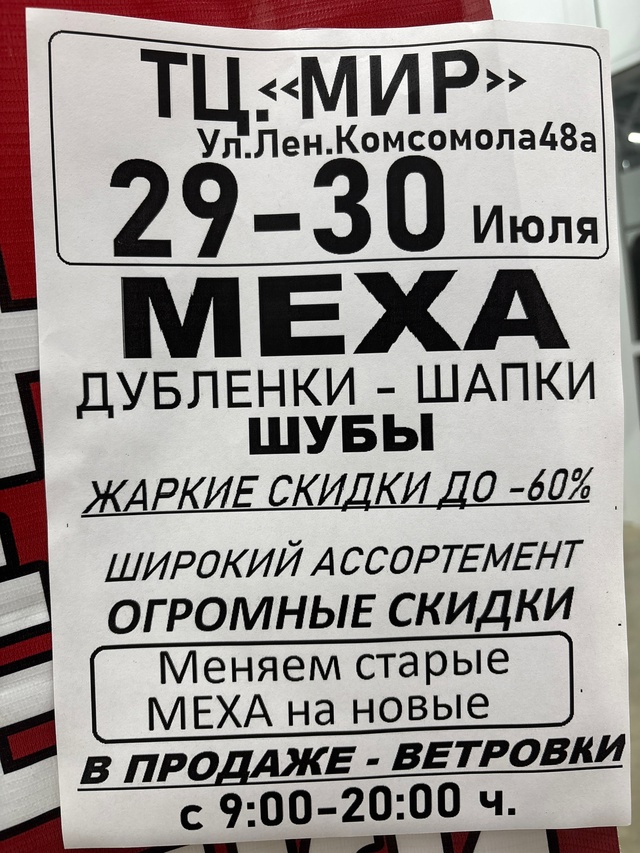 ТЦ.«МИР»
Ул.Лен.Комсомола48а
29-30 Июля
МЕХА
ДУБЛЕНКИ - ШАПКИ
ШУБЫ
ЖАРКИЕ СКИДКИ ДО -60%
ШИРОКИЙ АССОРТЕМЕНТ
ОГРОМНЫЕ СКИДКИ
Меняем старые
МЕХА на новые
В ПРОДАЖЕ - ВЕТРОВКИ
с 9:00-20:00 ч.